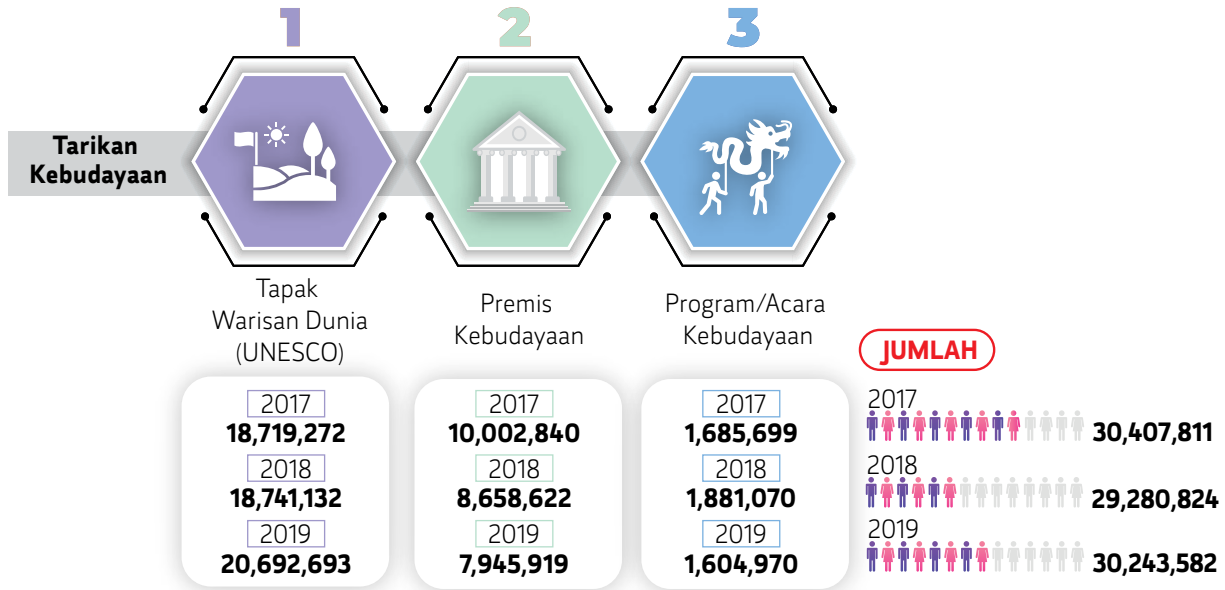 1
2
3
Tarikan
Kebudayaan
Tapak
Warisan Dunia
(UNESCO)
Premis
Kebudayaan
Program/Acara
Kebudayaan
JUMLAH
2017
18,719,272
2018
18,741,132
2019
20,692,693
2017
10,002,840
2018
8,658,622
2019
7,945,919
2017
1,685,699
2018
1,881,070
2019
1,604,970
2017
30,407,811
2018
29,280,824
2019
30,243,582